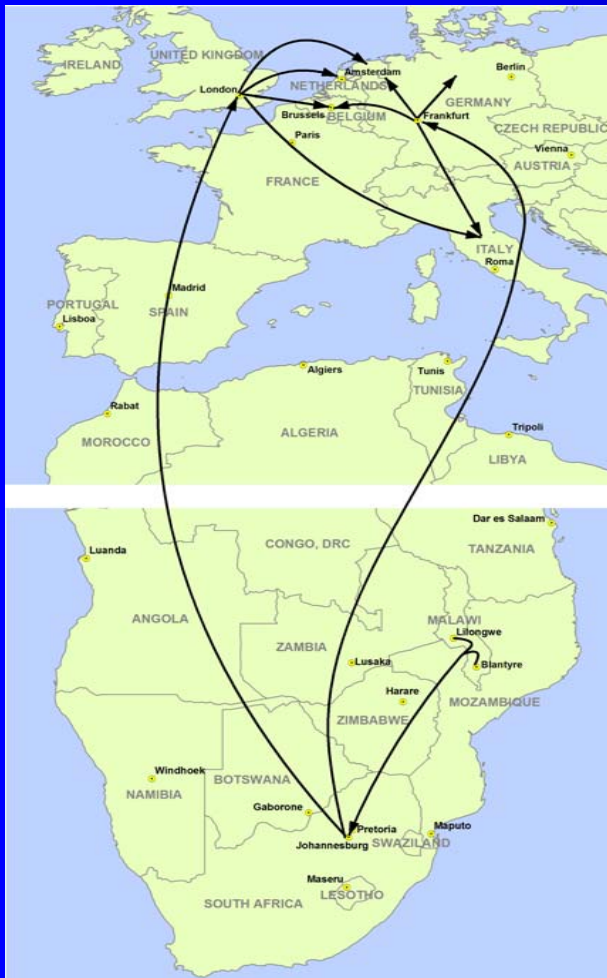 IRELAND
UNITED KINGDOM
London
Amsterdam
NETHERLANDS
Berlin
GERMANY
Brussels
BELGIUM
Frankfurt
CZECH REPUBLIC
Paris
Vienna
AUSTRIA
FRANCE
ITALY
Roma
Madrid
PORTUGAL
SPAIN
Lisboa
Algiers
Tunis
TUNISIA
Rabat
MOROCCO
ALGERIA
Tripoli
LIBYA
Dar es Salaam
CONGO, DRC
TANZANIA
Luanda
ANGOLA
MALAWI
Lilongwe
ZAMBIA
Lusaka
Blantyre
Harare
MOZAMBIQUE
ZIMBABWE
Windhoek
BOTSWANA
NAMIBIA
Gaborone
Pretoria
Maputo
Johannesburg
SWAZILAND
Maseru
LESOTHO
SOUTH AFRICA